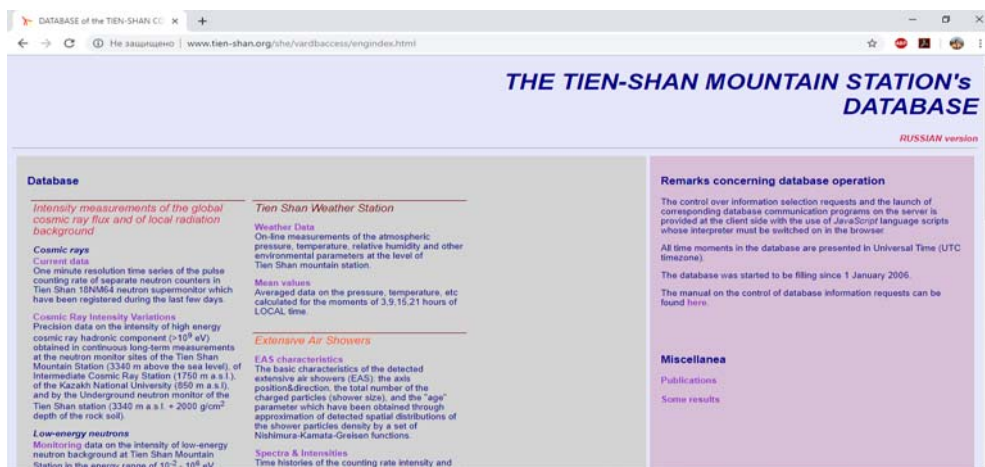 DATABASE of the TIEN-SHAN CO
Не защищено | www.tien-shan.org/she/vardbaccess/engindex.html
THE TIEN-SHAN MOUNTAIN STATION's
DATABASE
RUSSIAN version
Database
Intensity measurements of the global
cosmic ray flux and of local radiation
background
Cosmic rays
Current data
One minute resolution time series of the pulse
counting rate of separate neutron counters in
Tien Shan 18NM64 neutron supermonitor which
have been registered during the last few days.
Cosmic Ray Intensity Variations
Precision data on the intensity of high energy
cosmic ray hadronic component (>10⁹ eV)
obtained in continuous long-term measurements
at the neutron monitor sites of the Tien Shan
Mountain Station (3340 m above the sea level), of
Intermediate Cosmic Ray Station (1750 m a.s.l.),
of the Kazakh National University (850 m a.s.l),
and by the Underground neutron monitor of the
Tien Shan station (3340 m a.s.l. + 2000 g/cm²
depth of the rock soil).
Low-energy neutrons
Monitoring data on the intensity of low-energy
neutron background at Tien Shan Mountain
Station in the energy range of 10⁻² - 10⁶ eV
Tien Shan Weather Station
Weather Data
On-line measurements of the atmospheric
pressure, temperature, relative humidity and other
environmental parameters at the level of
Tien Shan mountain station.
Mean values
Averaged data on the pressure, temperature, etc
calculated for the moments of 3,9,15,21 hours of
LOCAL time.
Extensive Air Showers
EAS characteristics
The basic characteristics of the detected
extensive air showers (EAS): the axis
position&direction, the total number of the
charged particles (shower size), and the "age"
parameter which have been obtained through
approximation of detected spatial distributions of
the shower particles density by a set of
Nishimura-Kamata-Greisen functions.
Spectra & Intensities
Time histories of the counting rate intensity and
Remarks concerning database operation
The control over information selection requests and the launch of
corresponding database communication programs on the server is
provided at the client side with the use of JavaScript language scripts
whose interpreter must be switched on in the browser.
All time moments in the database are presented in Universal Time (UTC
timezone).
The database was started to be filling since 1 January 2006.
The manual on the control of database information requests can be
found here.
Miscellanea
Publications
Some results